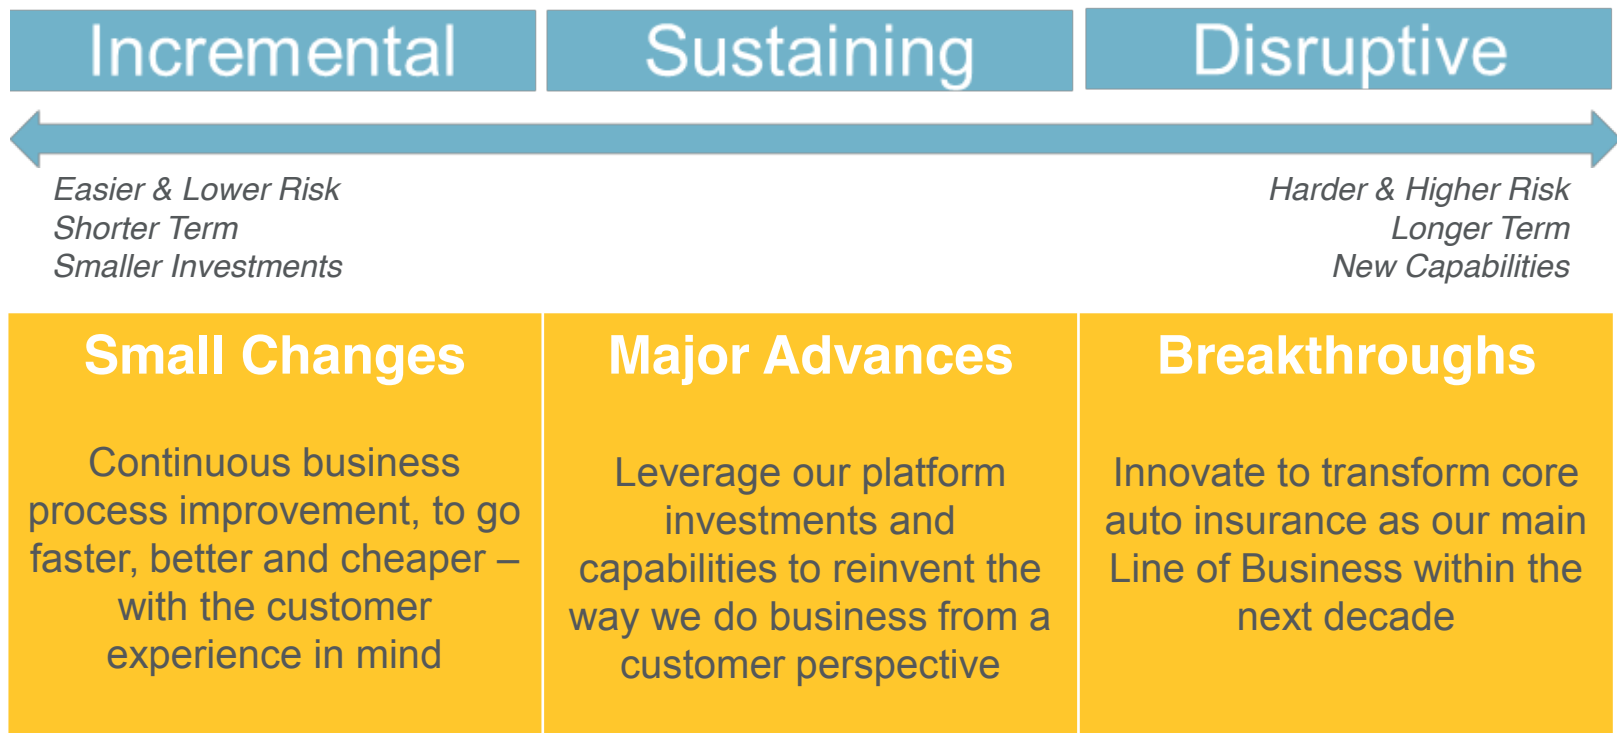 Incremental
Sustaining
Disruptive
Easier & Lower Risk
Shorter Term
Smaller Investments
Harder & Higher Risk
Longer Term
New Capabilities
Small Changes
Continuous business
process improvement, to go
faster, better and cheaper –
with the customer
experience in mind
Major Advances
Leverage our platform
investments and
capabilities to reinvent the
way we do business from a
customer perspective
Breakthroughs
Innovate to transform core
auto insurance as our main
Line of Business within the
next decade